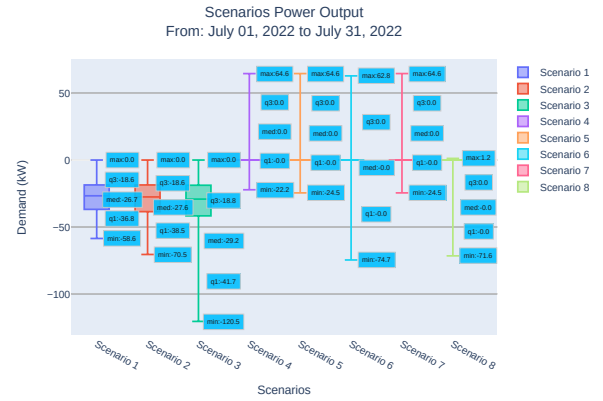 Scenarios Power Output
From: July 01, 2022 to July 31, 2022
Demand (kW)
50
0
−50
−100
max:0.0
q3:-18.6
med:-26.7
q1:-36.8
min:-58.6
max:0.0
q3:-18.6
med:-27.6
q1:-38.5
min:-70.5
max:0.0
q3:-18.8
med:-29.2
q1:-41.7
min:-120.5
max:64.6
q3:0.0
med:0.0
q1:-0.0
min:-22.2
max:64.6
q3:0.0
med:0.0
q1:-0.0
min:-24.5
max:62.8
q3:0.0
med:-0.0
q1:-0.0
min:-74.7
max:64.6
q3:0.0
med:0.0
q1:-0.0
min:-24.5
max:1.2
q3:0.0
med:-0.0
q1:-0.0
min:-71.6
Scenario 1
Scenario 2
Scenario 3
Scenario 4
Scenario 5
Scenario 6
Scenario 7
Scenario 8
Scenarios
Scenario 1
Scenario 2
Scenario 3
Scenario 4
Scenario 5
Scenario 6
Scenario 7
Scenario 8